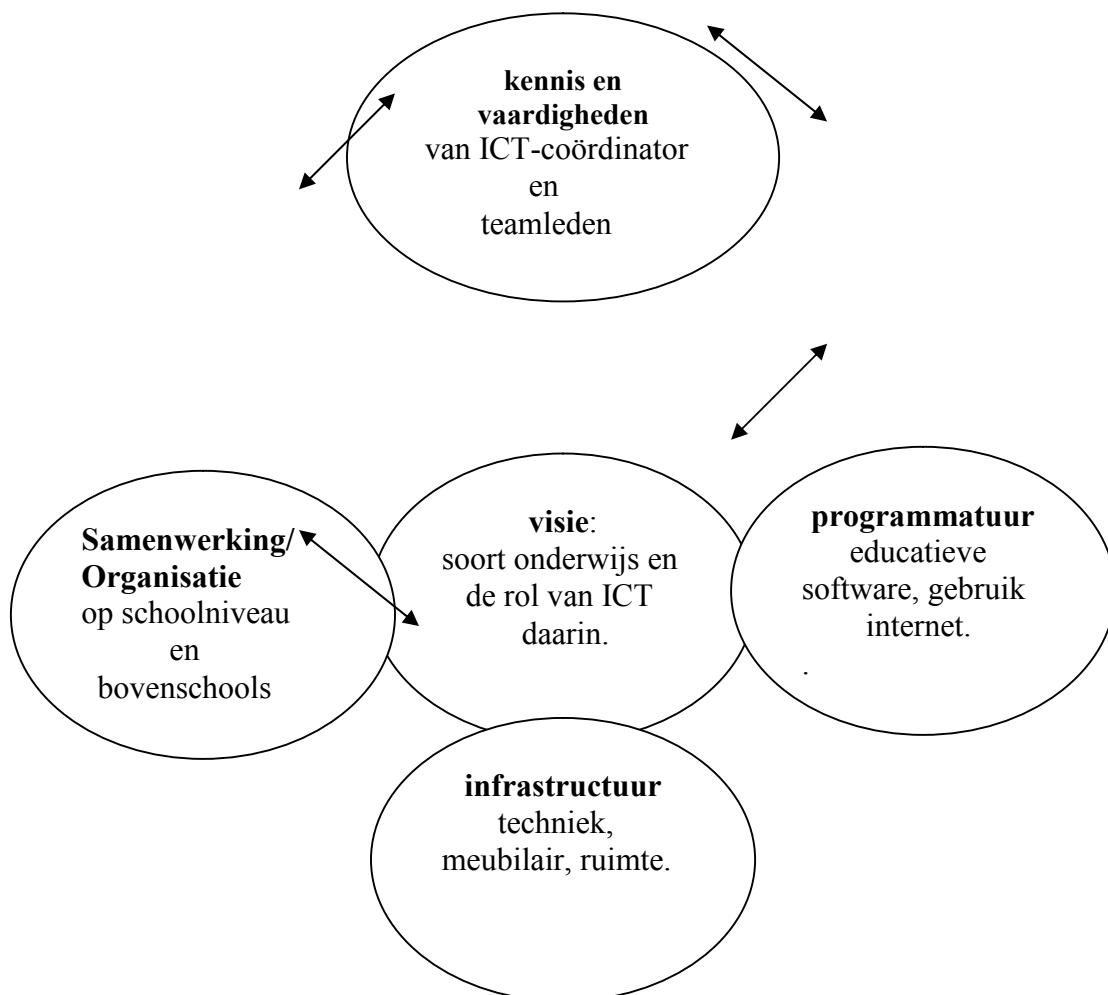 kennis en
vaardigheden
van ICT-coördinator
en
teamleden
Samenwerking/
Organisatie
op schoolniveau
en
bovenschools
visie:
soort onderwijs en
de rol van ICT
daarin.
programmatuur
educatieve
software, gebruik
internet.
.
infrastructuur
techniek,
meubilair, ruimte.